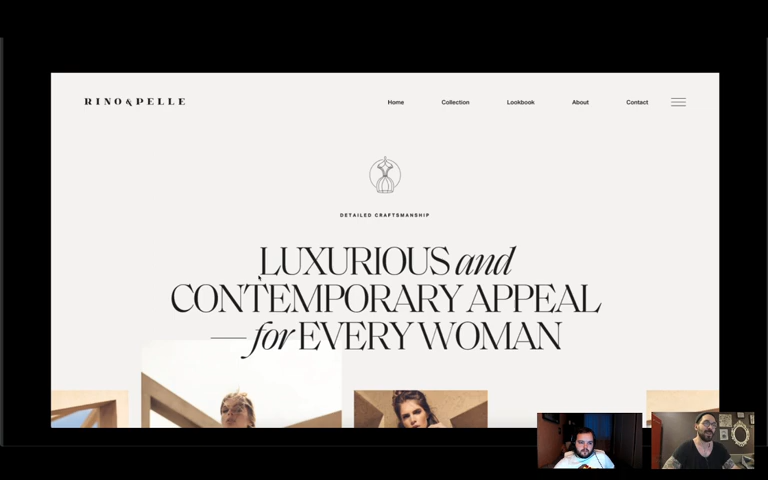 RINO&PELLE
Home Collection Lookbook About Contact
DETAILED CRAFTSMANSHIP
LUXURIOUS and
CONTEMPORARY APPEAL
— for EVERY WOMAN